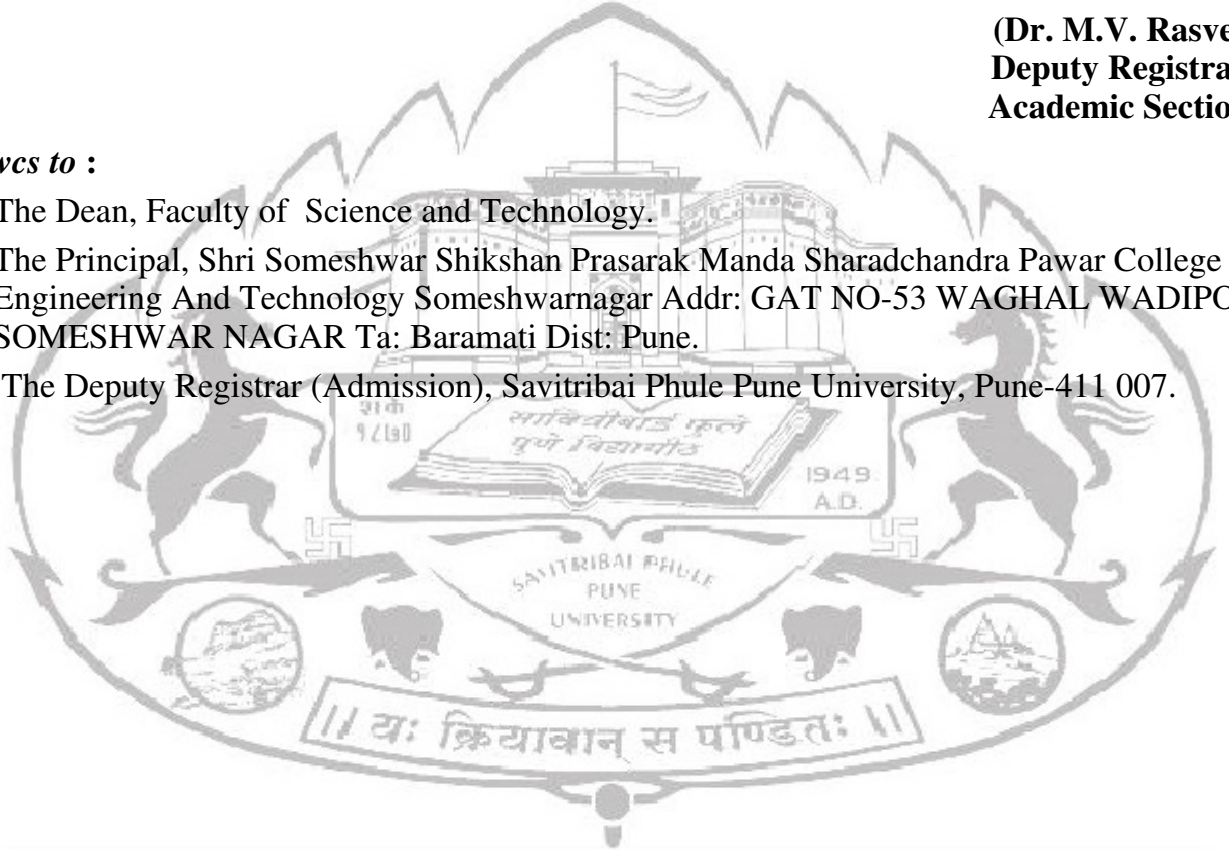 (Dr. M.V. Rasve
Deputy Registra
Academic Sectio
wcs to :
The Dean, Faculty of Science and Technology.
The Principal, Shri Someshwar Shikshan Prasarak Manda Sharadchandra Pawar College
Engineering And Technology Someshwarnagar Addr: GAT NO-53 WAGHAL WADIPO
SOMESHWAR NAGAR Ta: Baramati Dist: Pune.
The Deputy Registrar (Admission), Savitribai Phule Pune University, Pune-411 007.
सावित्रीबाई फुले
पुणे विद्यापीठ
1949
A.D.
SAVITRIBAI PHULE
PUNE
UNIVERSITY
॥ यः क्रियावान् स पण्डितः ॥